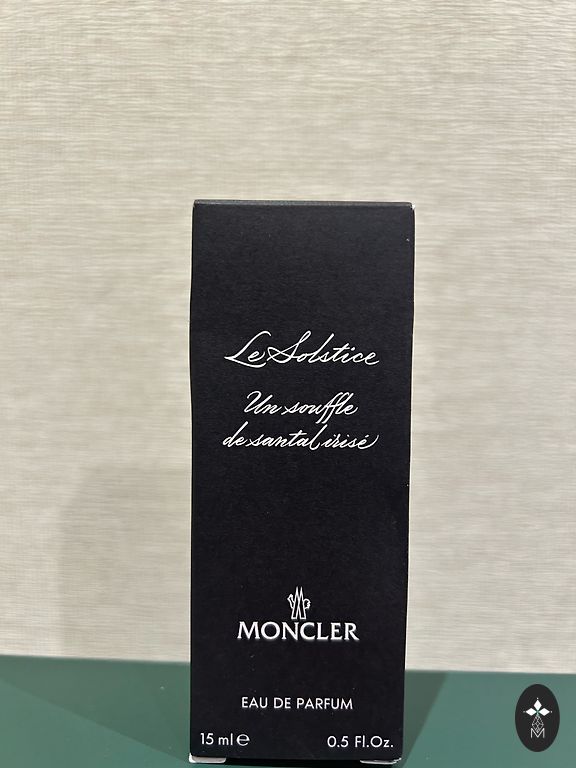 Le Solstice
Un souffle
de santal irisé
MONCLER
EAU DE PARFUM
15 ml ℮ 0.5 Fl.Oz.
M